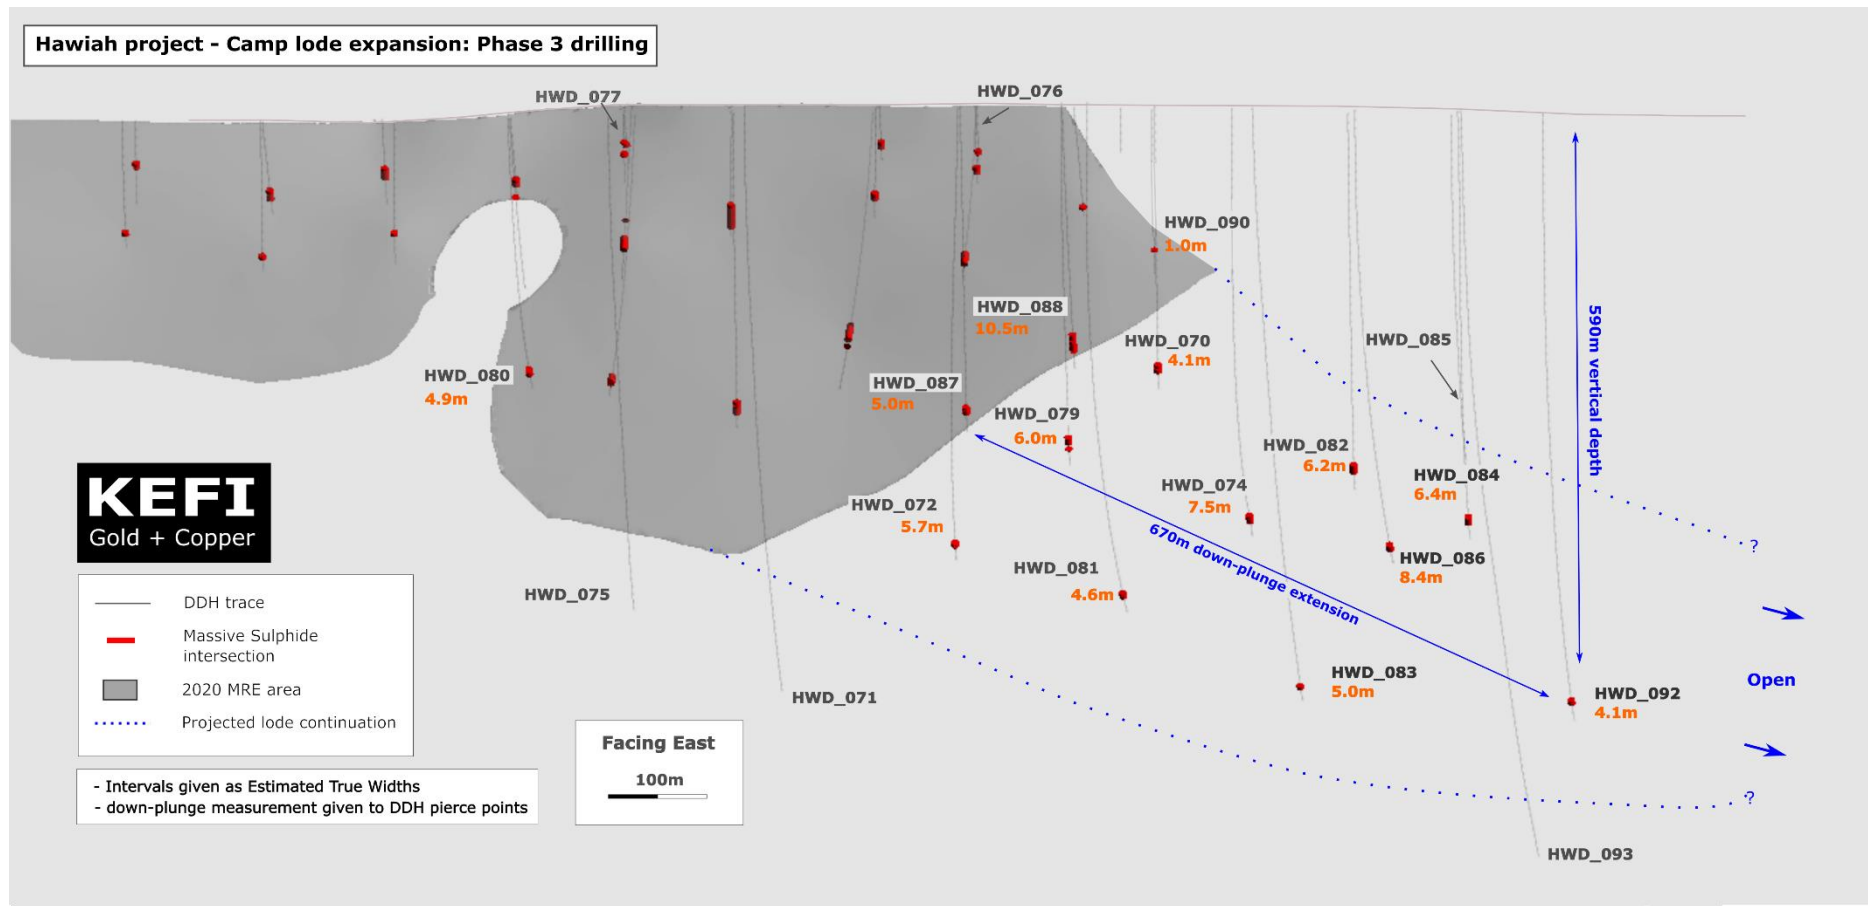 Hawiah project - Camp lode expansion: Phase 3 drilling
HWD_077
HWD_076
HWD_090
1.0m
HWD_088
10.5m
HWD_070
4.1m
HWD_085
590m vertical depth
HWD_080
4.9m
HWD_087
5.0m
HWD_079
6.0m
HWD_082
6.2m
HWD_084
6.4m
HWD_074
7.5m
HWD_072
5.7m
670m down-plunge extension
?
HWD_086
8.4m
HWD_081
4.6m
HWD_075
HWD_083
5.0m
HWD_092
4.1m
Open
HWD_071
?
HWD_093
KEFI
Gold + Copper
DDH trace
Massive Sulphide
intersection
2020 MRE area
Projected lode continuation
- Intervals given as Estimated True Widths
- down-plunge measurement given to DDH pierce points
Facing East
100m